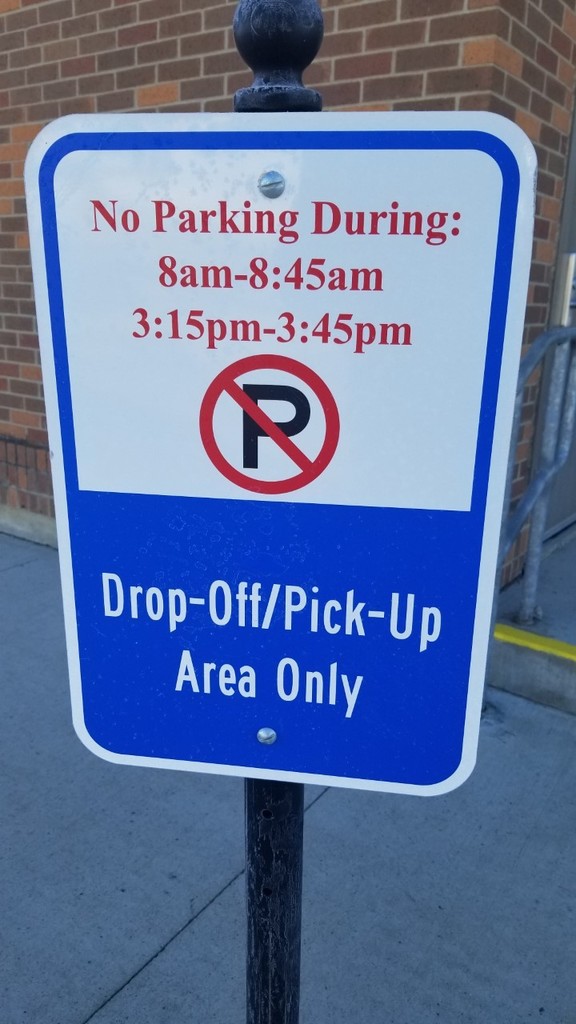 No Parking During:
8am-8:45am
3:15pm-3:45pm
P
Drop-Off/Pick-Up
Area Only